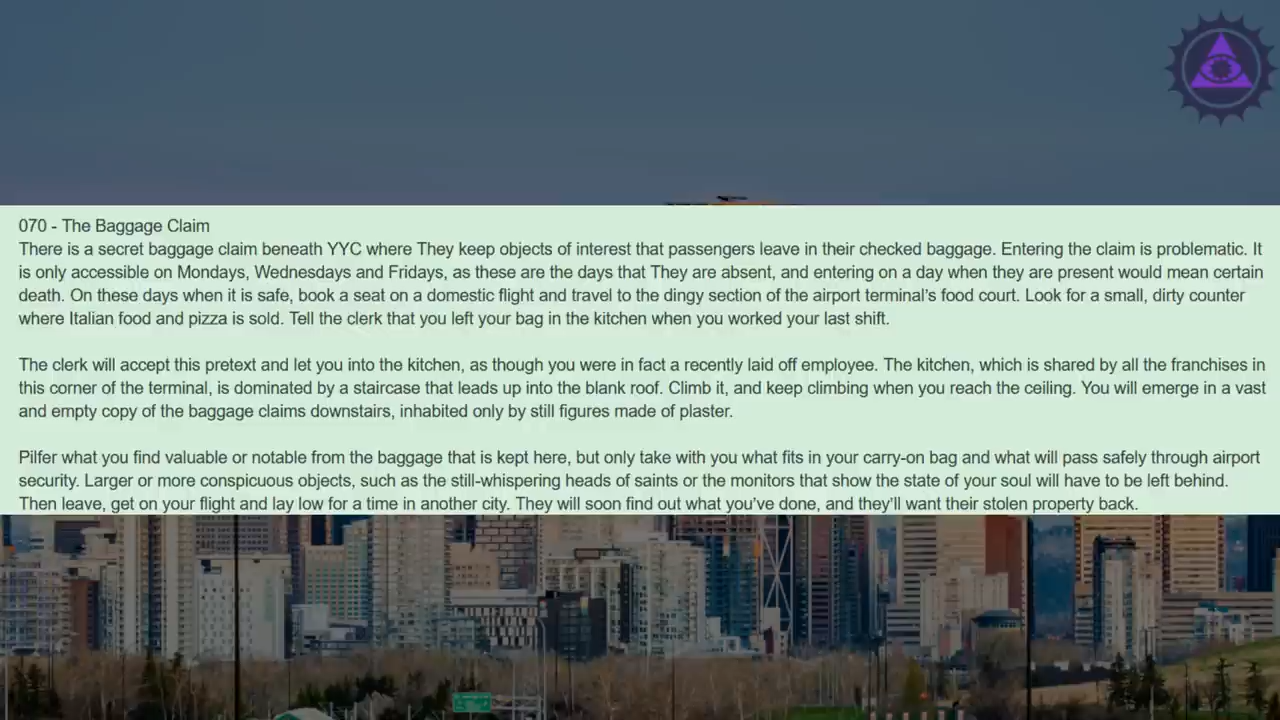 070 - The Baggage Claim
There is a secret baggage claim beneath YYC where They keep objects of interest that passengers leave in their checked baggage. Entering the claim is problematic. It
is only accessible on Mondays, Wednesdays and Fridays, as these are the days that They are absent, and entering on a day when they are present would mean certain
death. On these days when it is safe, book a seat on a domestic flight and travel to the dingy section of the airport terminal's food court. Look for a small, dirty counter
where Italian food and pizza is sold. Tell the clerk that you left your bag in the kitchen when you worked your last shift.
The clerk will accept this pretext and let you into the kitchen, as though you were in fact a recently laid off employee. The kitchen, which is shared by all the franchises in
this corner of the terminal, is dominated by a staircase that leads up into the blank roof. Climb it, and keep climbing when you reach the ceiling. You will emerge in a vast
and empty copy of the baggage claims downstairs, inhabited only by still figures made of plaster.
Pilfer what you find valuable or notable from the baggage that is kept here, but only take with you what fits in your carry-on bag and what will pass safely through airport
security. Larger or more conspicuous objects, such as the still-whispering heads of saints or the monitors that show the state of your soul will have to be left behind.
Then leave, get on your flight and lay low for a time in another city. They will soon find out what you've done, and they'll want their stolen property back.